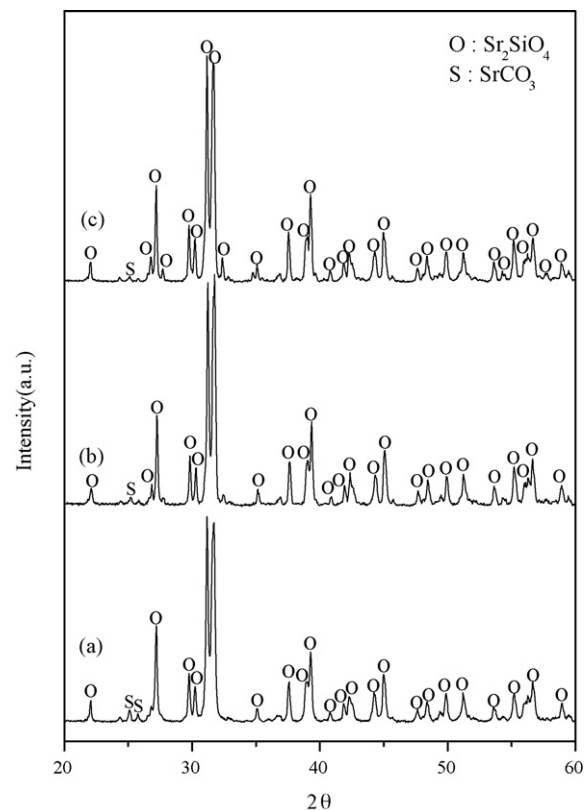 O : Sr₂SiO₄
S : SrCO₃
(c)
O S O O O O O O O O O O O O O O O O O O O O O O O O O O O O
(b)
O S O O O O O O O O O O O O O O O O O O O O O O
(a)
O S S O O O O O O O O O O O O O O O O O O O O
Intensity(a.u.)
20 30 40 50 60
2θ